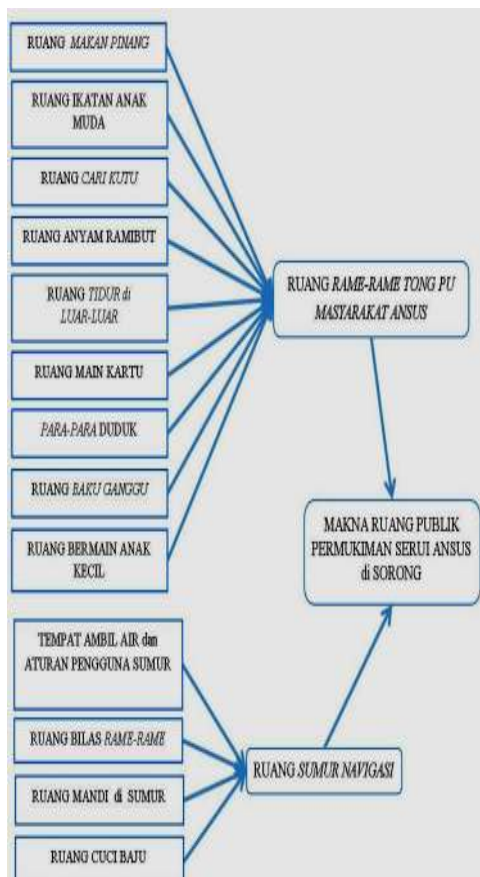 RUANG MAKAN PINANG
RUANG IKATAN ANAK
MUDA
RUANG CARI KUTU
RUANG ANYAM RAMIBUT
RUANG TIDUR di
LUAR-LUAR
RUANG MAIN KARTU
PARA-PARA DUDUK
RUANG BAKU GANGGU
RUANG BERMAIN ANAK
KECIL
RUANG RAME-RAME TONG PU
MASYARAKAT ANSUS
MAKNA RUANG PUBLIK
PERMUKIMAN SERUI ANSUS
di SORONG
TEMPAT AMBIL AIR dan
ATURAN PENGGUNA SUMUR
RUANG BILAS RAME-RAME
RUANG MANDI di SUMUR
RUANG CUCI BAJU
RUANG SUMUR NAVIGASI